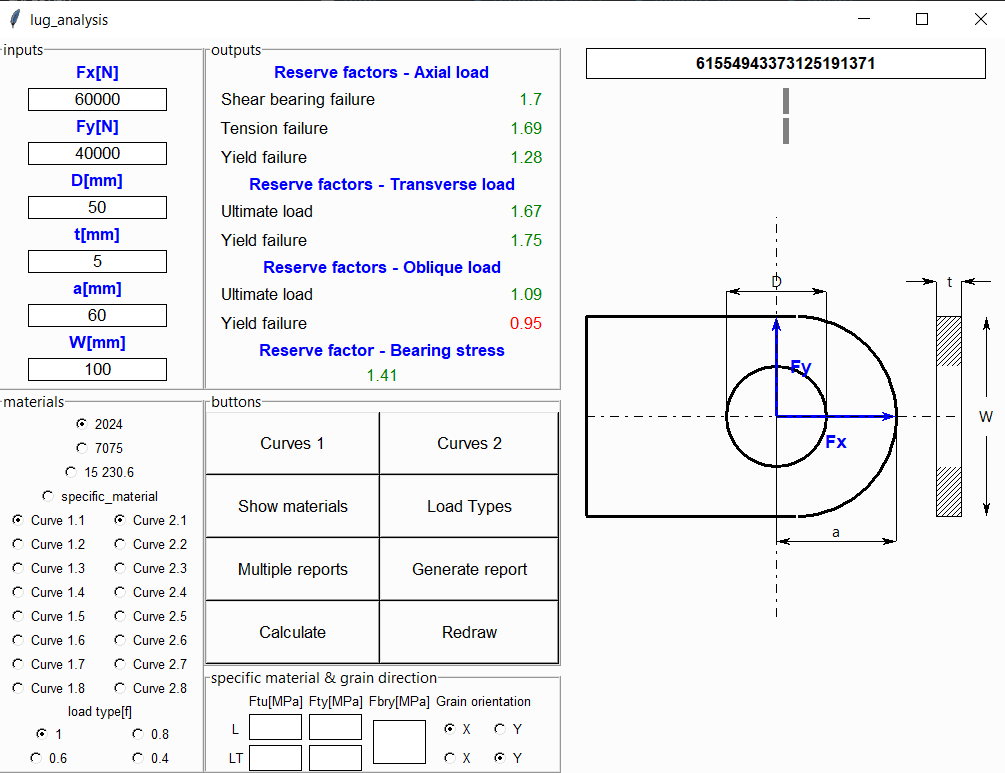 lug_analysis
inputs
Fx[N]
60000
Fy[N]
40000
D[mm]
50
t[mm]
5
a[mm]
60
W[mm]
100
outputs
Reserve factors - Axial load
Shear bearing failure 1.7
Tension failure 1.69
Yield failure 1.28
Reserve factors - Transverse load
Ultimate load 1.67
Yield failure 1.75
Reserve factors - Oblique load
Ultimate load 1.09
Yield failure 0.95
Reserve factor - Bearing stress
1.41
materials
2024
7075
15 230.6
specific_material
Curve 1.1 Curve 2.1
Curve 1.2 Curve 2.2
Curve 1.3 Curve 2.3
Curve 1.4 Curve 2.4
Curve 1.5 Curve 2.5
Curve 1.6 Curve 2.6
Curve 1.7 Curve 2.7
Curve 1.8 Curve 2.8
load type[f]
1 0.8
0.6 0.4
buttons
Curves 1 Curves 2
Show materials Load Types
Multiple reports Generate report
Calculate Redraw
specific material & grain direction
Ftu[MPa] Fty[MPa] Fbry[MPa] Grain orientation
L X Y
LT X Y
61554943373125191371
D
t
Fy
W
Fx
a